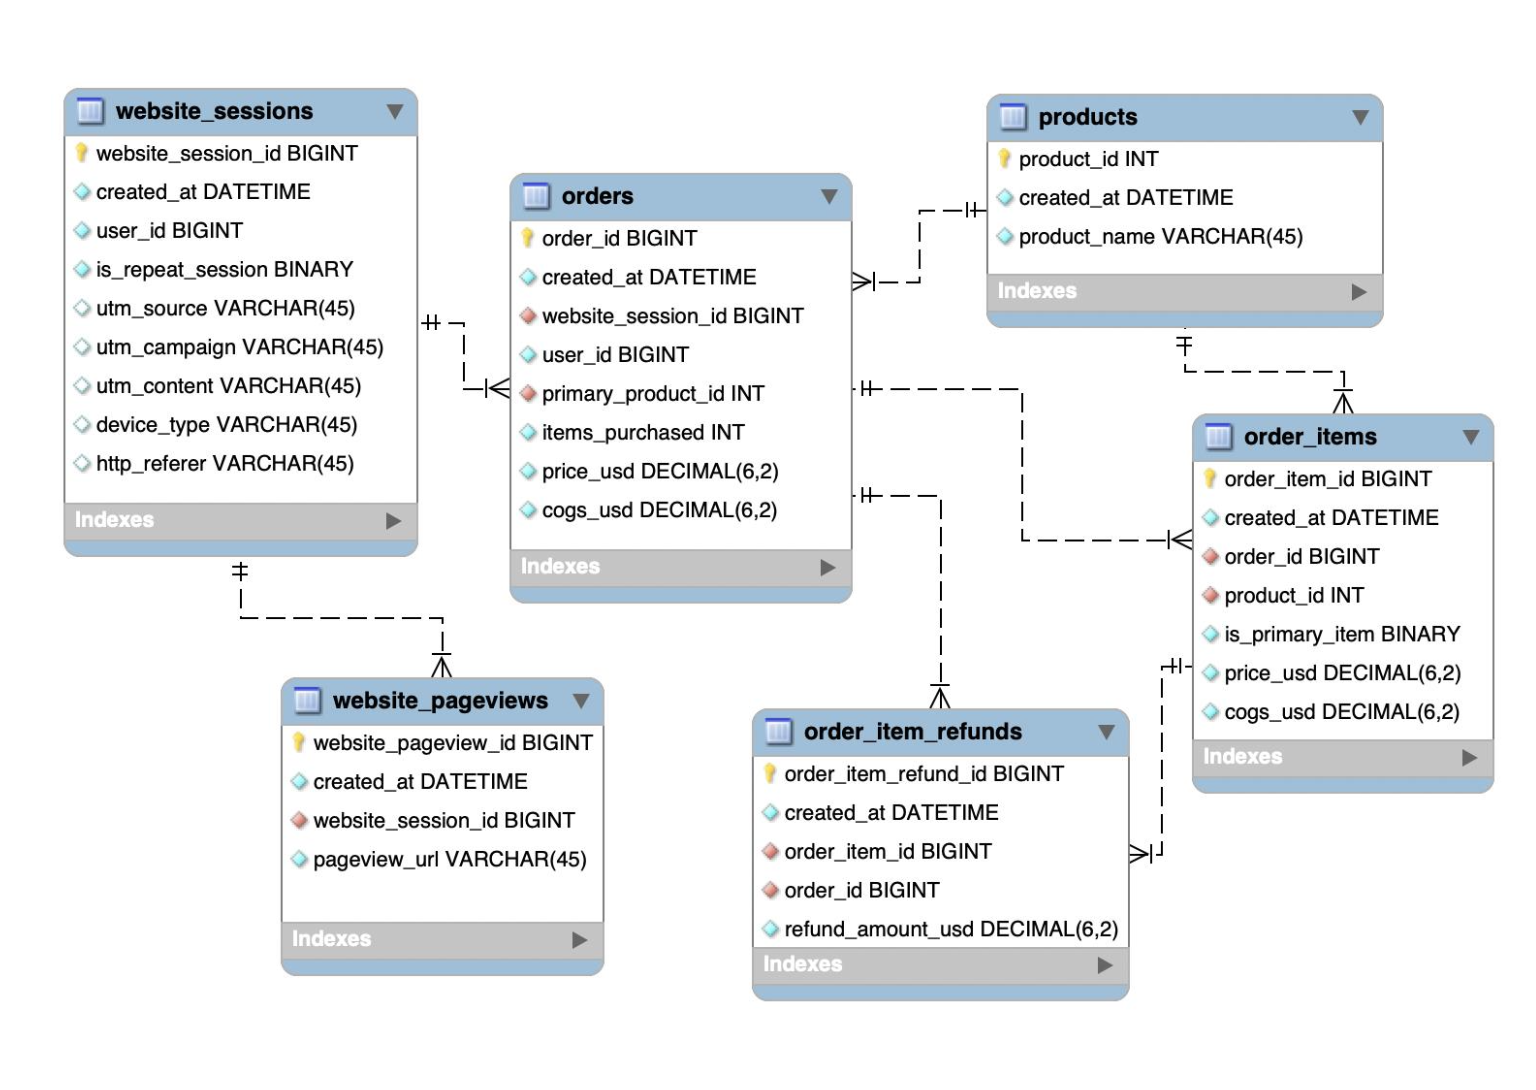 website_sessions
website_session_id BIGINT
created_at DATETIME
user_id BIGINT
is_repeat_session BINARY
utm_source VARCHAR(45)
utm_campaign VARCHAR(45)
utm_content VARCHAR(45)
device_type VARCHAR(45)
http_referer VARCHAR(45)
Indexes
orders
order_id BIGINT
created_at DATETIME
website_session_id BIGINT
user_id BIGINT
primary_product_id INT
items_purchased INT
price_usd DECIMAL(6,2)
cogs_usd DECIMAL(6,2)
Indexes
products
product_id INT
created_at DATETIME
product_name VARCHAR(45)
Indexes
order_items
order_item_id BIGINT
created_at DATETIME
order_id BIGINT
product_id INT
is_primary_item BINARY
price_usd DECIMAL(6,2)
cogs_usd DECIMAL(6,2)
Indexes
website_pageviews
website_pageview_id BIGINT
created_at DATETIME
website_session_id BIGINT
pageview_url VARCHAR(45)
Indexes
order_item_refunds
order_item_refund_id BIGINT
created_at DATETIME
order_item_id BIGINT
order_id BIGINT
refund_amount_usd DECIMAL(6,2)
Indexes